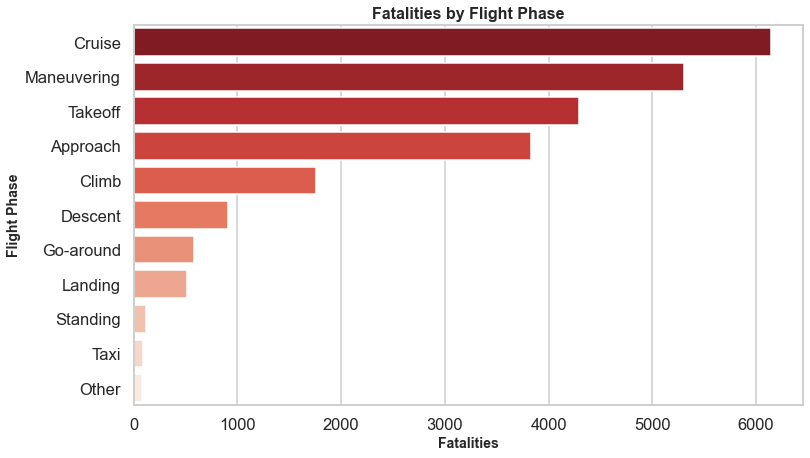 Fatalities by Flight Phase
Flight Phase
Cruise
Maneuvering
Takeoff
Approach
Climb
Descent
Go-around
Landing
Standing
Taxi
Other
0 1000 2000 3000 4000 5000 6000
Fatalities